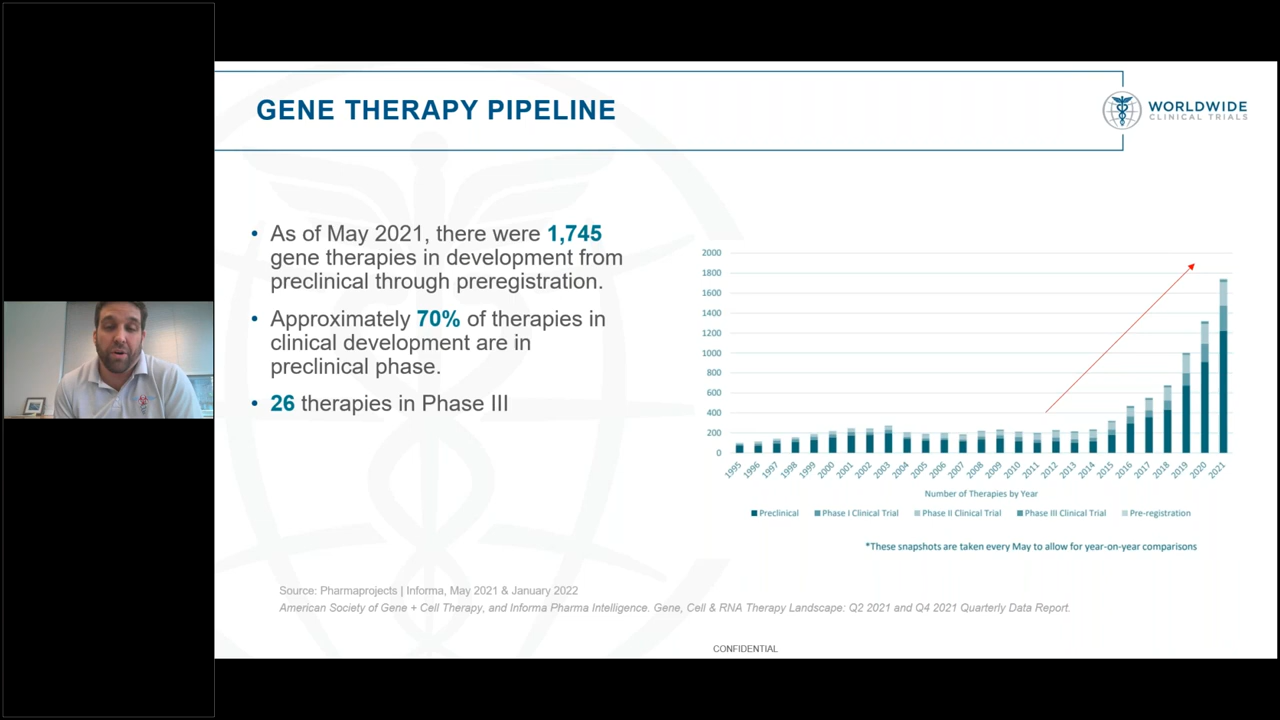 GENE THERAPY PIPELINE
WORLDWIDE
CLINICAL TRIALS
• As of May 2021, there were 1,745
gene therapies in development from
preclinical through preregistration.
• Approximately 70% of therapies in
clinical development are in
preclinical phase.
• 26 therapies in Phase III
2000
1800
1600
1400
1200
1000
800
600
400
200
0
1995 1996 1997 1998 1999 2000 2001 2002 2003 2004 2005 2006 2007 2008 2009 2010 2011 2012 2013 2014 2015 2016 2017 2018 2019 2020 2021
Number of Therapies by Year
Preclinical Phase I Clinical Trial Phase II Clinical Trial Phase III Clinical Trial Pre-registration
*These snapshots are taken every May to allow for year-on-year comparisons
Source: Pharmaprojects | Informa, May 2021 & January 2022
American Society of Gene + Cell Therapy, and Informa Pharma Intelligence. Gene, Cell & RNA Therapy Landscape: Q2 2021 and Q4 2021 Quarterly Data Report.
CONFIDENTIAL